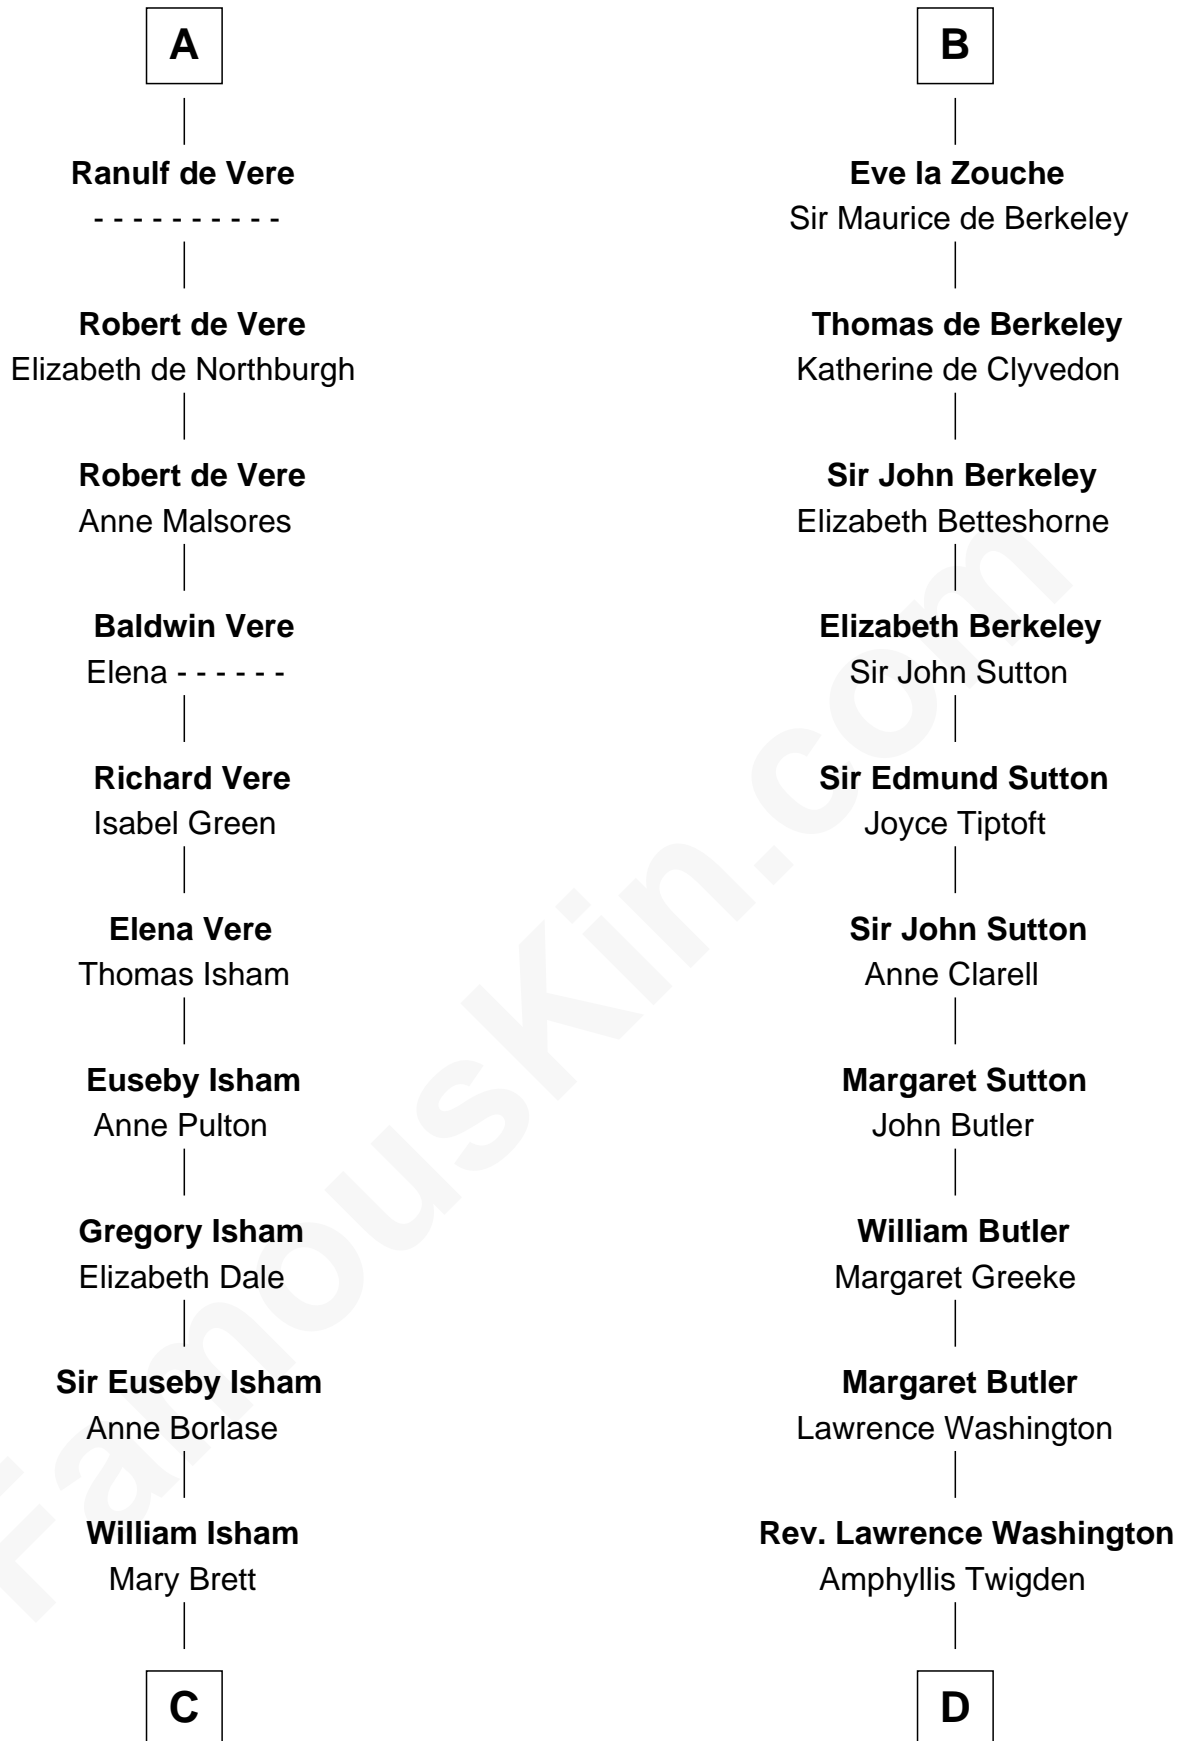 A
Ranulf de Vere
- - - - - - - - - -
Robert de Vere
Elizabeth de Northburgh
Robert de Vere
Anne Malsores
Baldwin Vere
Elena - - - - - -
Richard Vere
Isabel Green
Elena Vere
Thomas Isham
Euseby Isham
Anne Pulton
Gregory Isham
Elizabeth Dale
Sir Euseby Isham
Anne Borlase
William Isham
Mary Brett
C
B
Eve la Zouche
Sir Maurice de Berkeley
Thomas de Berkeley
Katherine de Clyvedon
Sir John Berkeley
Elizabeth Betteshorne
Elizabeth Berkeley
Sir John Sutton
Sir Edmund Sutton
Joyce Tiptoft
Sir John Sutton
Anne Clarell
Margaret Sutton
John Butler
William Butler
Margaret Greeke
Margaret Butler
Lawrence Washington
Rev. Lawrence Washington
Amphyllis Twigden
D
FamousKin.com